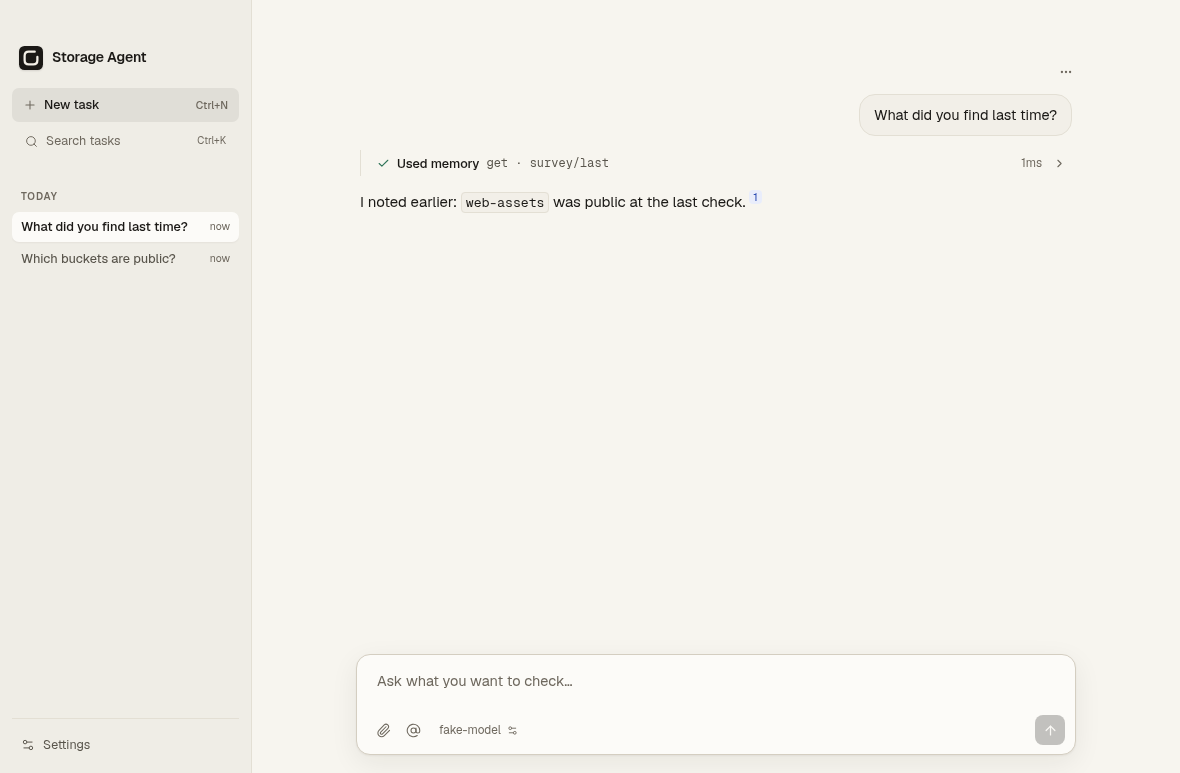 Storage Agent
New task Ctrl+N
Search tasks Ctrl+K
TODAY
What did you find last time? now
Which buckets are public? now
Settings
What did you find last time?
Used memory get · survey/last 1ms
I noted earlier: web-assets was public at the last check. 1
Ask what you want to check…
fake-model